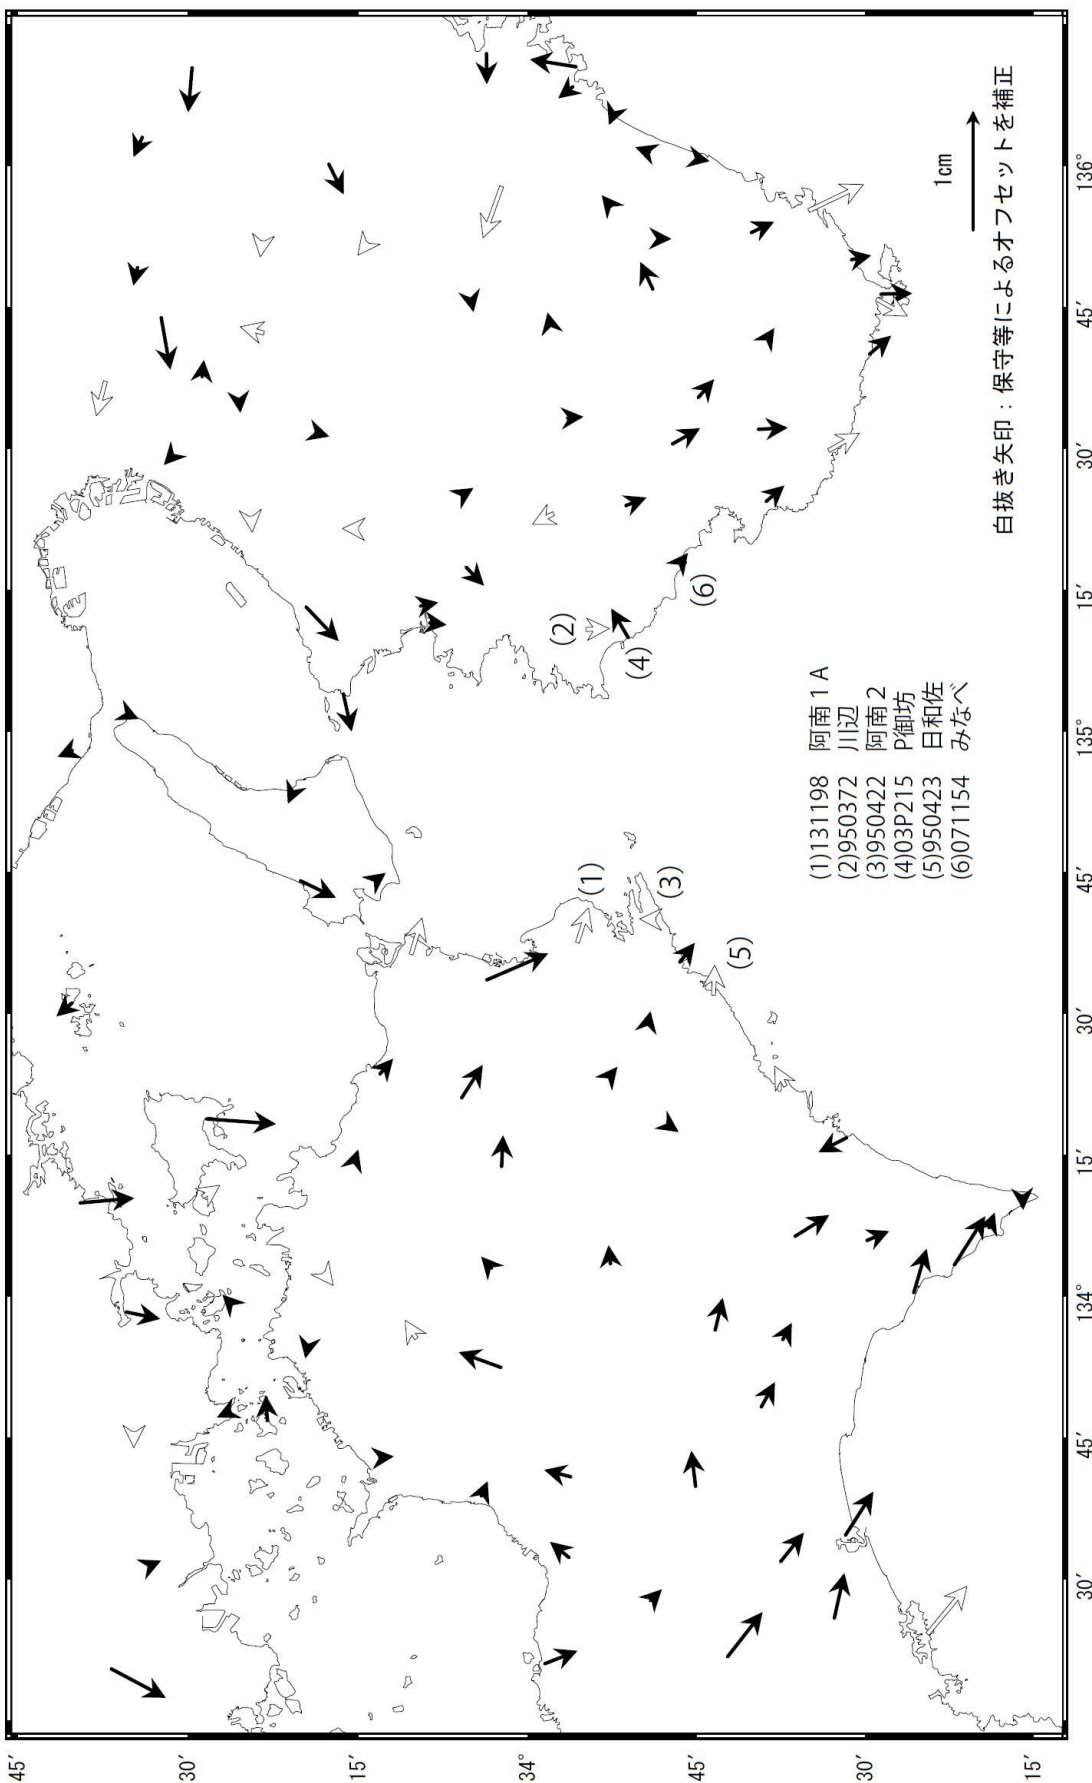 45´
30´
15´
34°
(1)
(2)
(3)
(4)
45´
(5)
(6)
(1)131198 阿南1A
(2)950372 川辺
(3)950422 阿南2
(4)03P215 P御坊
(5)950423 日和佐
(6)071154 みなべ
30´
1cm
白抜き矢印：保守等によるオフセットを補正
15´
30´ 45´ 134° 15´ 30´ 45´ 135° 15´ 30´ 45´ 136°